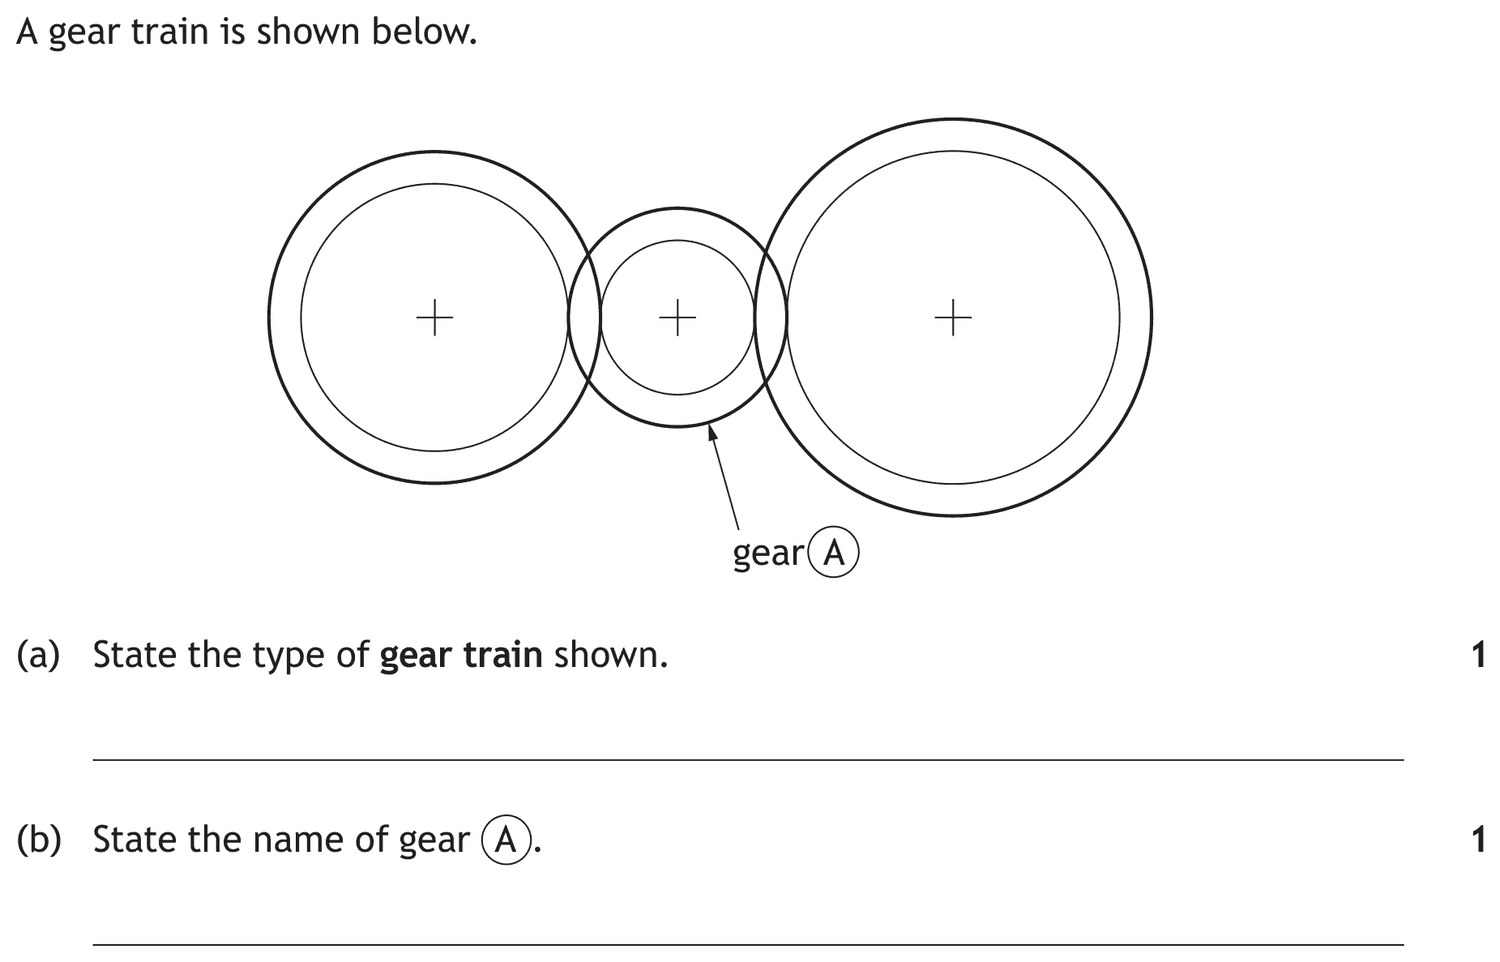 A gear train is shown below.
gear A
(a) State the type of gear train shown. 1
(b) State the name of gear A. 1